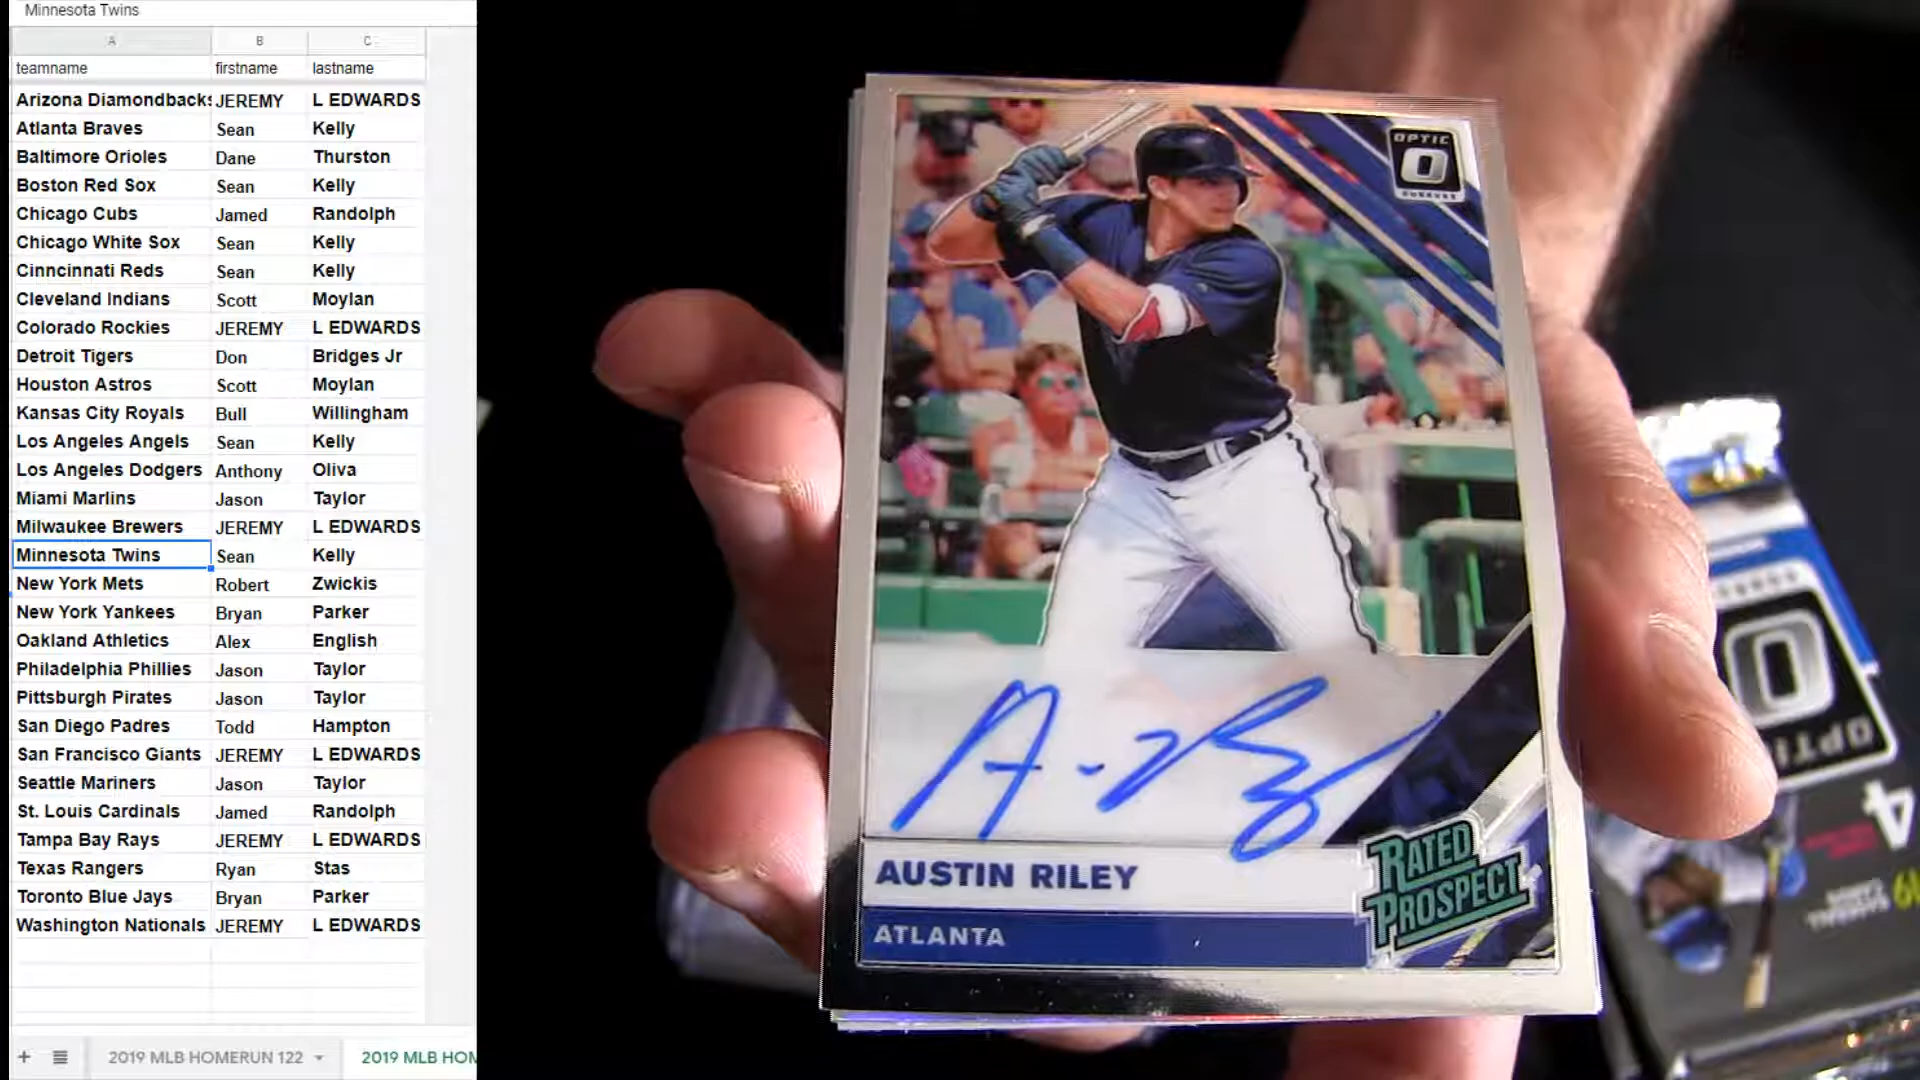 Minnesota Twins
A B C
teamname firstname lastname
Arizona Diamondbacks JEREMY L EDWARDS
Atlanta Braves Sean Kelly
Baltimore Orioles Dane Thurston
Boston Red Sox Sean Kelly
Chicago Cubs Jamed Randolph
Chicago White Sox Sean Kelly
Cinncinnati Reds Sean Kelly
Cleveland Indians Scott Moylan
Colorado Rockies JEREMY L EDWARDS
Detroit Tigers Don Bridges Jr
Houston Astros Scott Moylan
Kansas City Royals Bull Willingham
Los Angeles Angels Sean Kelly
Los Angeles Dodgers Anthony Oliva
Miami Marlins Jason Taylor
Milwaukee Brewers JEREMY L EDWARDS
Minnesota Twins Sean Kelly
New York Mets Robert Zwickis
New York Yankees Bryan Parker
Oakland Athletics Alex English
Philadelphia Phillies Jason Taylor
Pittsburgh Pirates Jason Taylor
San Diego Padres Todd Hampton
San Francisco Giants JEREMY L EDWARDS
Seattle Mariners Jason Taylor
St. Louis Cardinals Jamed Randolph
Tampa Bay Rays JEREMY L EDWARDS
Texas Rangers Ryan Stas
Toronto Blue Jays Bryan Parker
Washington Nationals JEREMY L EDWARDS
+ 2019 MLB HOMERUN 122 2019 MLB HOM
OPTIC
O
AUSTIN RILEY
ATLANTA
RATED
PROSPECT
O
OPTIC
4